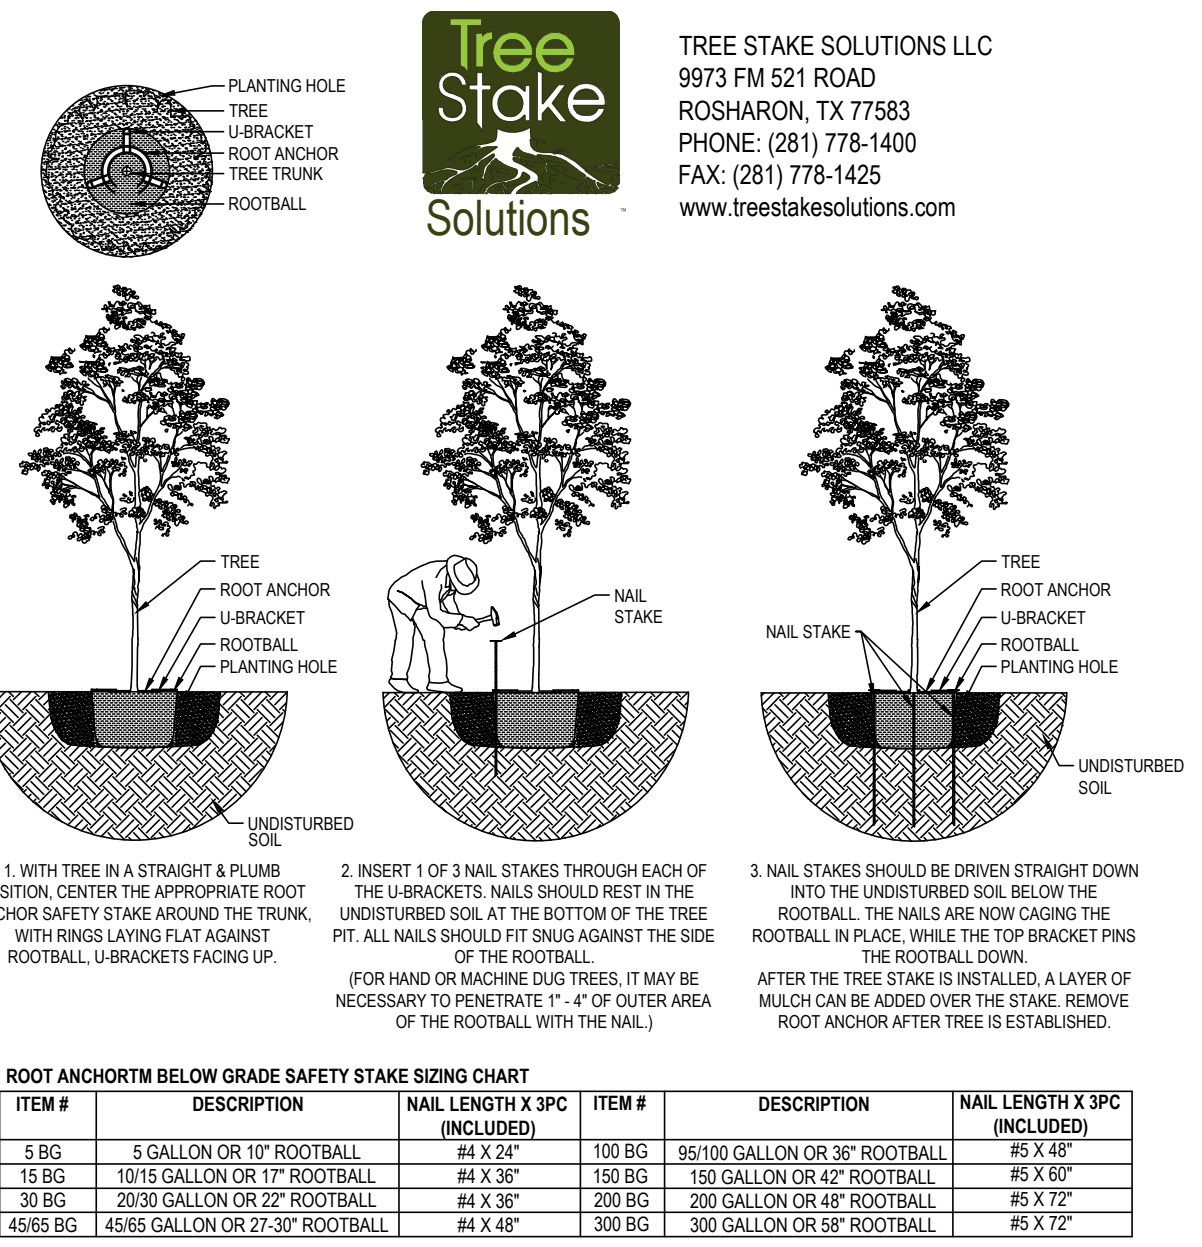 PLANTING HOLE
TREE
U-BRACKET
ROOT ANCHOR
TREE TRUNK
ROOTBALL
Tree
Stake
Solutions ™
TREE STAKE SOLUTIONS LLC
9973 FM 521 ROAD
ROSHARON, TX 77583
PHONE: (281) 778-1400
FAX: (281) 778-1425
www.treestakesolutions.com
TREE
ROOT ANCHOR
U-BRACKET
ROOTBALL
PLANTING HOLE
UNDISTURBED
SOIL
NAIL
STAKE
NAIL STAKE
TREE
ROOT ANCHOR
U-BRACKET
ROOTBALL
PLANTING HOLE
UNDISTURBED
SOIL
1. WITH TREE IN A STRAIGHT & PLUMB
SITION, CENTER THE APPROPRIATE ROOT
CHOR SAFETY STAKE AROUND THE TRUNK,
WITH RINGS LAYING FLAT AGAINST
ROOTBALL, U-BRACKETS FACING UP.
2. INSERT 1 OF 3 NAIL STAKES THROUGH EACH OF
THE U-BRACKETS. NAILS SHOULD REST IN THE
UNDISTURBED SOIL AT THE BOTTOM OF THE TREE
PIT. ALL NAILS SHOULD FIT SNUG AGAINST THE SIDE
OF THE ROOTBALL.
(FOR HAND OR MACHINE DUG TREES, IT MAY BE
NECESSARY TO PENETRATE 1" - 4" OF OUTER AREA
OF THE ROOTBALL WITH THE NAIL.)
3. NAIL STAKES SHOULD BE DRIVEN STRAIGHT DOWN
INTO THE UNDISTURBED SOIL BELOW THE
ROOTBALL. THE NAILS ARE NOW CAGING THE
ROOTBALL IN PLACE, WHILE THE TOP BRACKET PINS
THE ROOTBALL DOWN.
AFTER THE TREE STAKE IS INSTALLED, A LAYER OF
MULCH CAN BE ADDED OVER THE STAKE. REMOVE
ROOT ANCHOR AFTER TREE IS ESTABLISHED.
ROOT ANCHORTM BELOW GRADE SAFETY STAKE SIZING CHART
ITEM # DESCRIPTION NAIL LENGTH X 3PC (INCLUDED) ITEM # DESCRIPTION NAIL LENGTH X 3PC (INCLUDED)
5 BG 5 GALLON OR 10" ROOTBALL #4 X 24" 100 BG 95/100 GALLON OR 36" ROOTBALL #5 X 48"
15 BG 10/15 GALLON OR 17" ROOTBALL #4 X 36" 150 BG 150 GALLON OR 42" ROOTBALL #5 X 60"
30 BG 20/30 GALLON OR 22" ROOTBALL #4 X 36" 200 BG 200 GALLON OR 48" ROOTBALL #5 X 72"
45/65 BG 45/65 GALLON OR 27-30" ROOTBALL #4 X 48" 300 BG 300 GALLON OR 58" ROOTBALL #5 X 72"